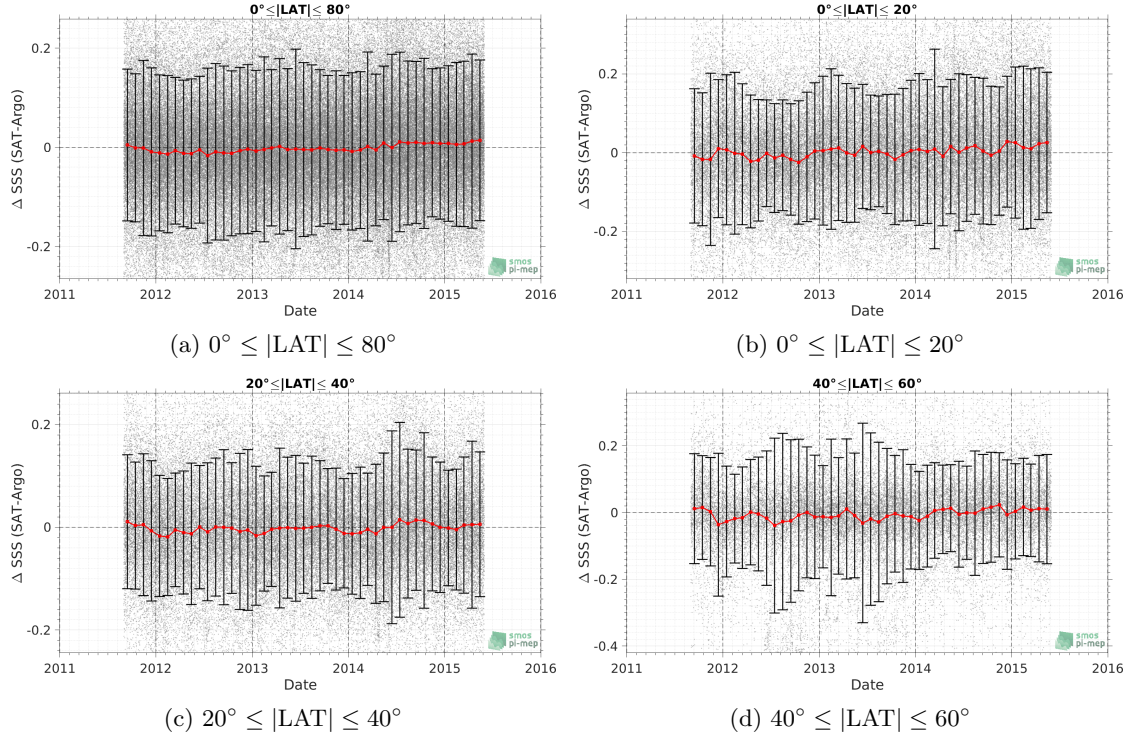 0°≤|LAT|≤ 80°
Δ SSS (SAT-Argo)
0.2
0
-0.2
smos
pi-mep
2011 2012 2013 2014 2015 2016
Date
(a) 0° ≤ |LAT| ≤ 80°
0°≤|LAT|≤ 20°
Δ SSS (SAT-Argo)
0.2
0
-0.2
smos
pi-mep
2011 2012 2013 2014 2015 2016
Date
(b) 0° ≤ |LAT| ≤ 20°
20°≤|LAT|≤ 40°
Δ SSS (SAT-Argo)
0.2
0
-0.2
smos
pi-mep
2011 2012 2013 2014 2015 2016
Date
(c) 20° ≤ |LAT| ≤ 40°
40°≤|LAT|≤ 60°
Δ SSS (SAT-Argo)
0.2
0
-0.2
-0.4
smos
pi-mep
2011 2012 2013 2014 2015 2016
Date
(d) 40° ≤ |LAT| ≤ 60°